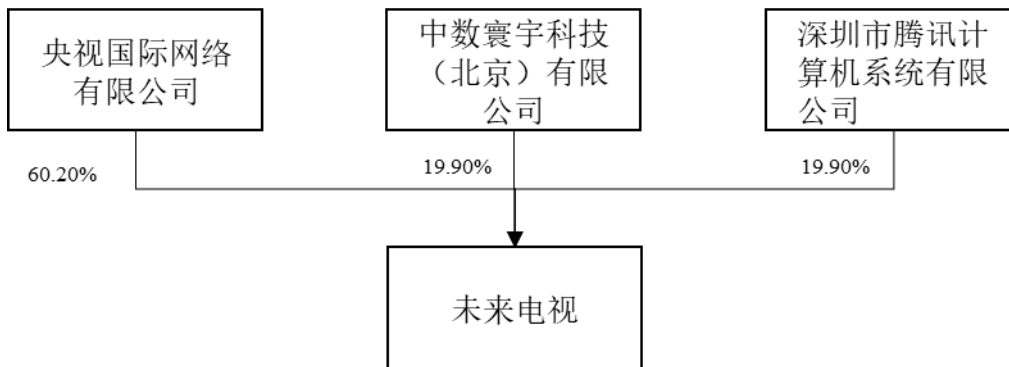 央视国际网络
有限公司
中数寰宇科技
（北京）有限
公司
深圳市腾讯计
算机系统有限
公司
60.20%
19.90%
19.90%
未来电视